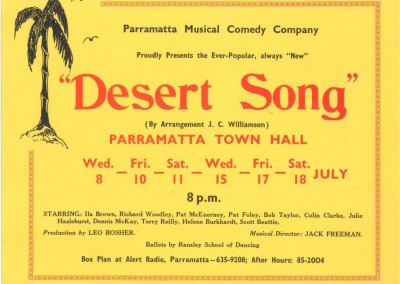 Parramatta Musical Comedy Company
Proudly Presents the Ever-Popular, always "New"
"Desert Song"
(By Arrangement J. C. Williamson)
PARRAMATTA TOWN HALL
Wed. 8 – Fri. 10 – Sat. 11 – Wed. 15 – Fri. 17 – Sat. 18 JULY
8 p.m.
STARRING: Ila Brown, Richard Woodley, Pat McEnerney, Pat Foley, Bob Taylor, Colin Clarke, Julie
Haslehurst, Dennis McKay, Terry Reilly, Helene Burkhardt, Scott Beattie.
Production by LEO BOSHER. Musical Director: JACK FREEMAN.
Ballets by Ransley School of Dancing
Box Plan at Alert Radio, Parramatta—635-9208; After Hours: 85-2004